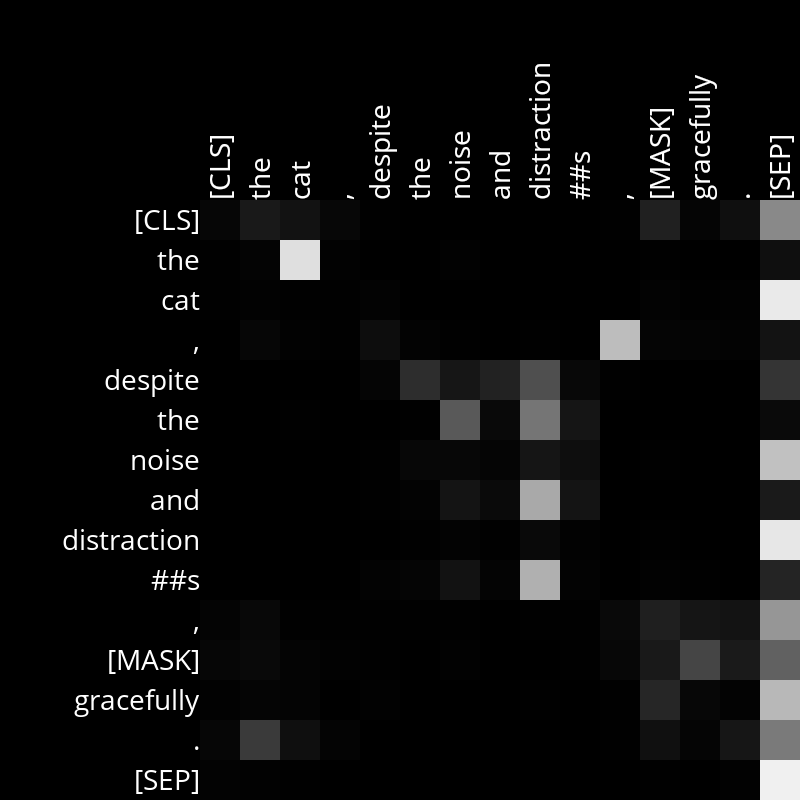 [CLS] the cat , despite the noise and distraction ##s , [MASK] gracefully . [SEP]
[CLS]
the
cat
,
despite
the
noise
and
distraction
##s
,
[MASK]
gracefully
.
[SEP]